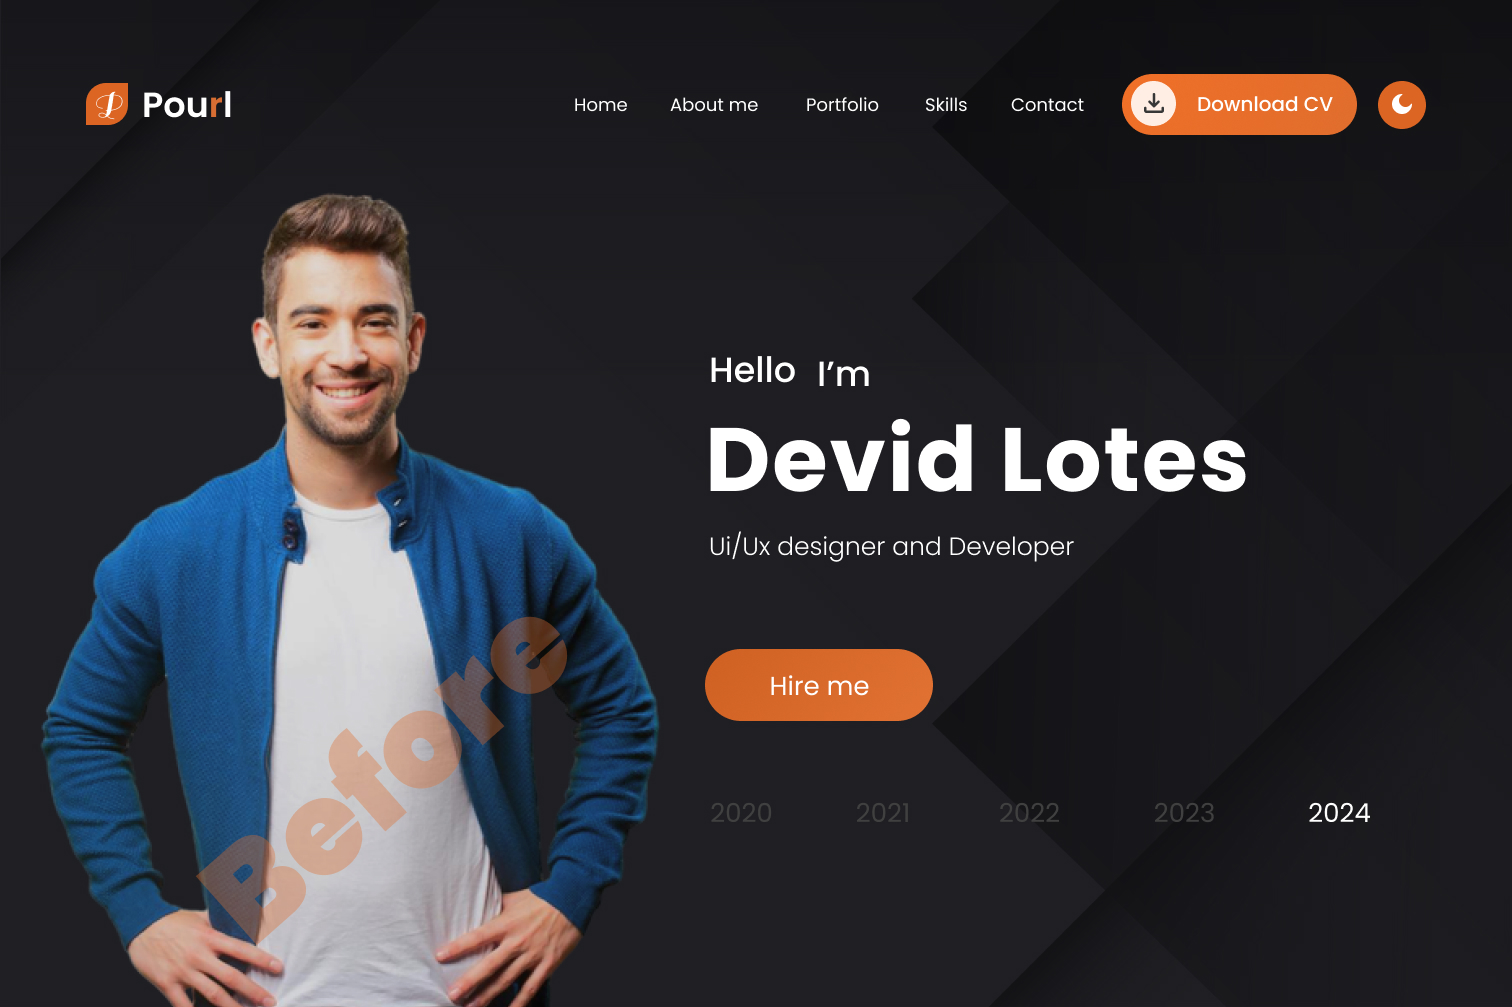 Pourl
Home About me Portfolio Skills Contact Download CV
Hello I’m
Devid Lotes
Ui/Ux designer and Developer
Hire me
Before
2020 2021 2022 2023 2024